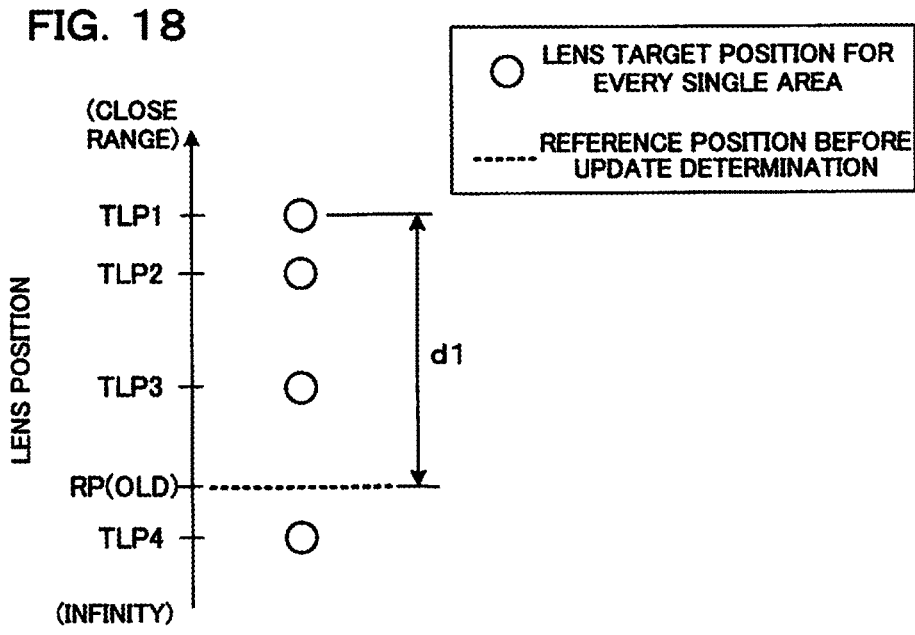 FIG. 18
LENS TARGET POSITION FOR
EVERY SINGLE AREA
REFERENCE POSITION BEFORE
UPDATE DETERMINATION
(CLOSE
RANGE)
TLP1
TLP2
d1
LENS POSITION
TLP3
RP(OLD)
TLP4
(INFINITY)